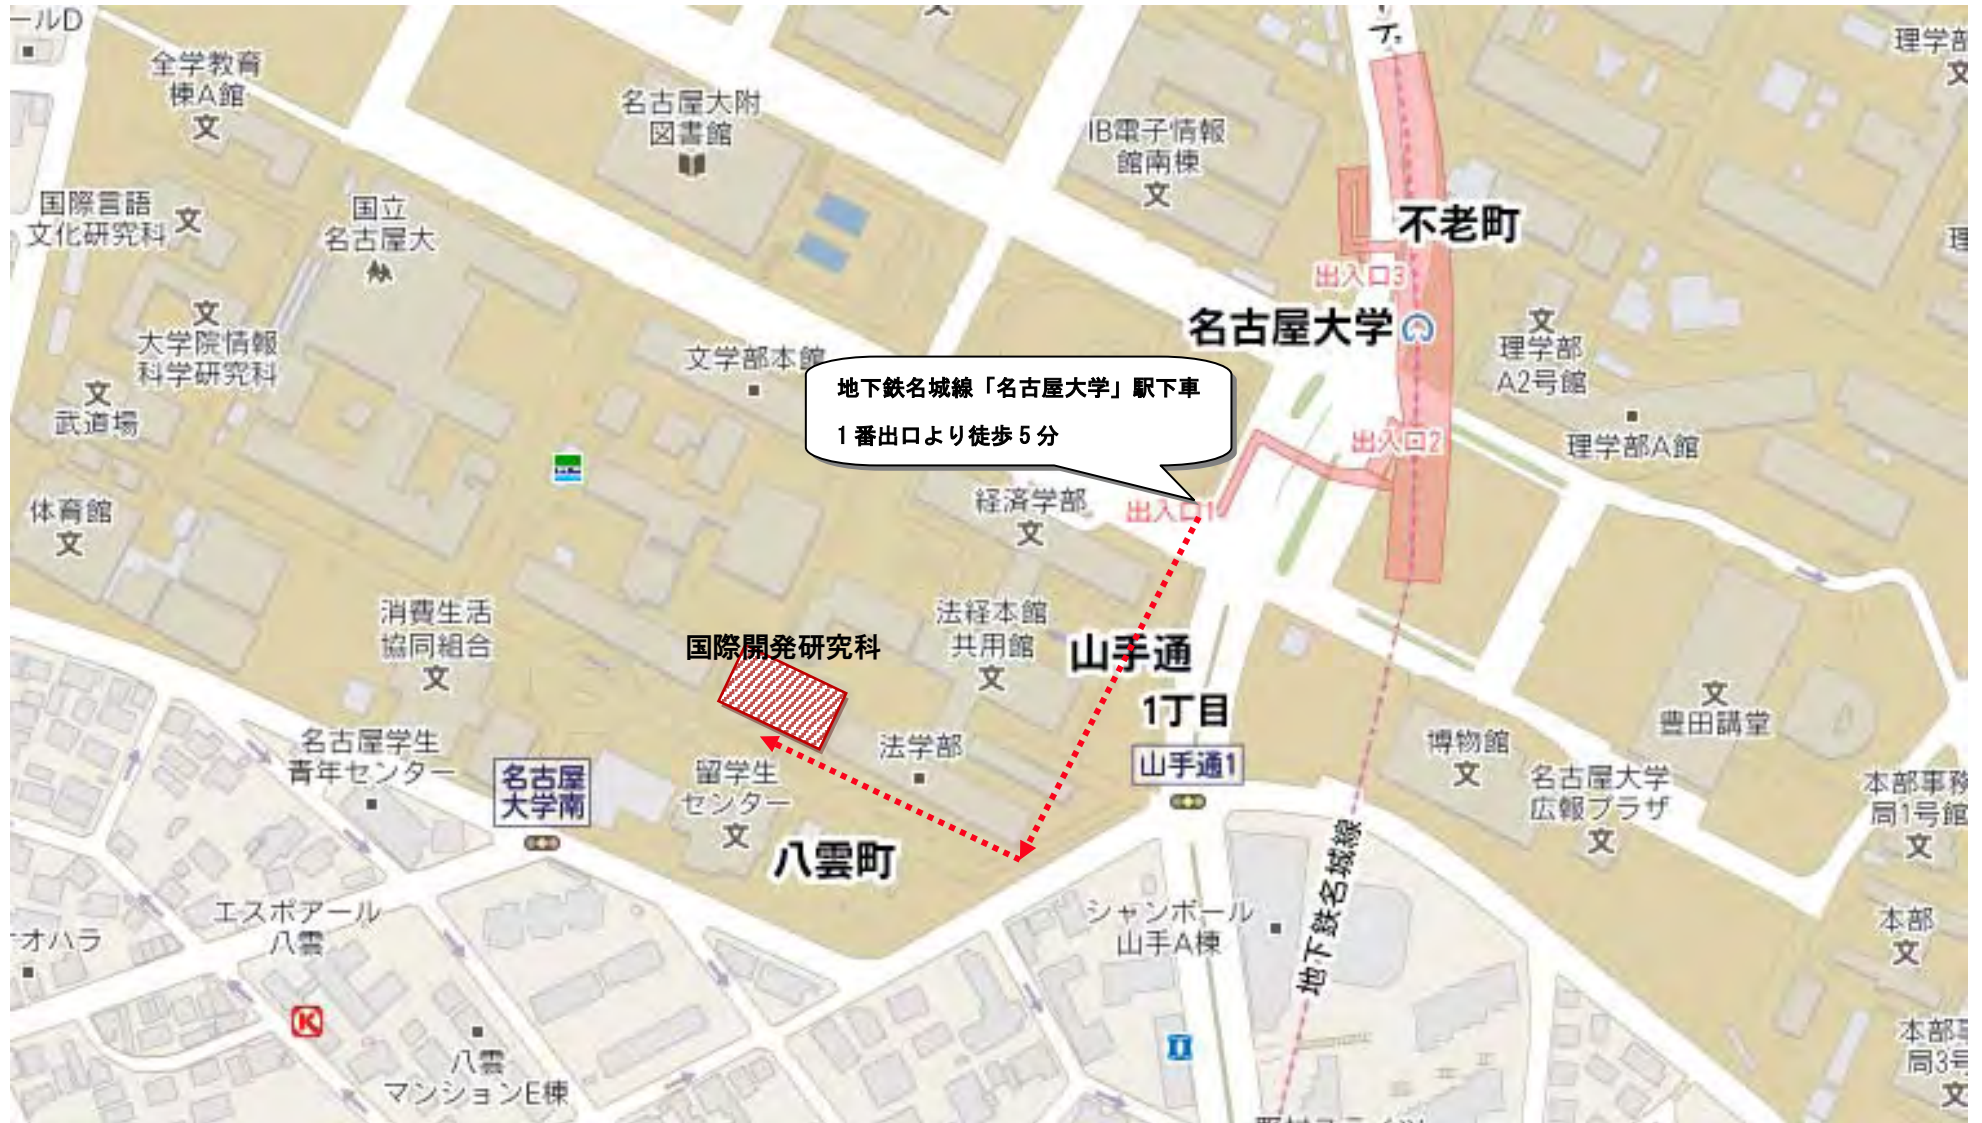 ールD
全学教育
棟A館
文
名古屋大附
図書館
IB電子情報
館南棟
文
理学部
文
国際言語
文化研究科
文
国立
名古屋大
不老町
出入口3
名古屋大学
文
大学院情報
科学研究科
文学部本館
文
理学部
A2号館
地下鉄名城線「名古屋大学」駅下車
1番出口より徒歩5分
文
武道場
出入口2
理学部A館
体育館
文
経済学部
文
出入口1
消費生活
協同組合
文
国際開発研究科
法経本館
共用館
文
山手通
1丁目
山手通1
文
豊田講堂
名古屋学生
青年センター
名古屋
大学南
留学生
センター
文
法学部
博物館
文
名古屋大学
広報プラザ
文
本部事務
局1号館
文
八雲町
地下鉄名城線
エスポアール
八雲
シャンボール
山手A棟
本部
文
オハラ
K
八雲
マンションE棟
本部事
局3号
文